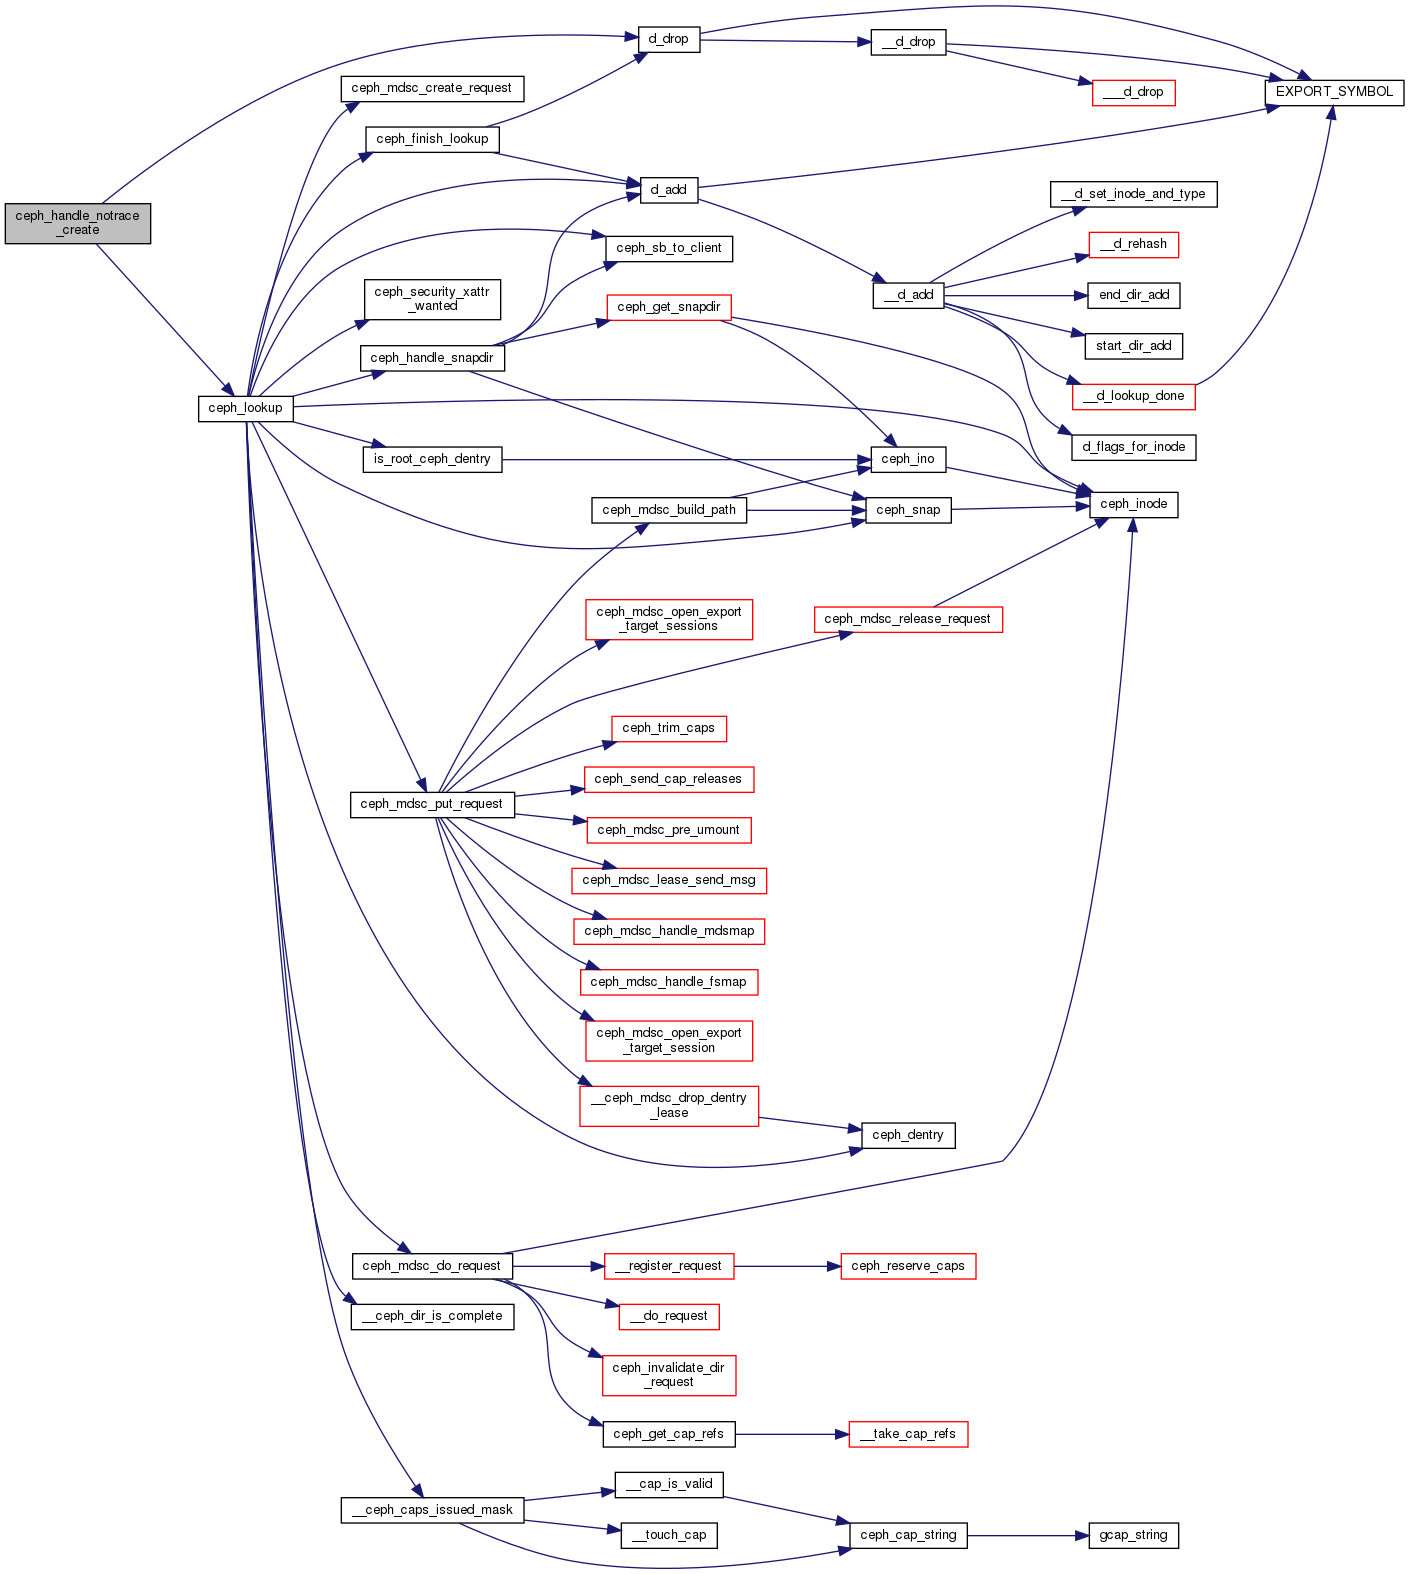 d_drop
__d_drop
ceph_mdsc_create_request
___d_drop
EXPORT_SYMBOL
ceph_finish_lookup
d_add
__d_set_inode_and_type
ceph_handle_notrace
_create
ceph_sb_to_client
__d_rehash
ceph_security_xattr
_wanted
ceph_get_snapdir
__d_add
end_dir_add
ceph_handle_snapdir
start_dir_add
ceph_lookup
__d_lookup_done
is_root_ceph_dentry
ceph_ino
d_flags_for_inode
ceph_mdsc_build_path
ceph_snap
ceph_inode
ceph_mdsc_open_export
_target_sessions
ceph_mdsc_release_request
ceph_trim_caps
ceph_send_cap_releases
ceph_mdsc_put_request
ceph_mdsc_pre_umount
ceph_mdsc_lease_send_msg
ceph_mdsc_handle_mdsmap
ceph_mdsc_handle_fsmap
ceph_mdsc_open_export
_target_session
__ceph_mdsc_drop_dentry
_lease
ceph_dentry
ceph_mdsc_do_request
__register_request
ceph_reserve_caps
__ceph_dir_is_complete
__do_request
ceph_invalidate_dir
_request
ceph_get_cap_refs
__take_cap_refs
__cap_is_valid
__ceph_caps_issued_mask
__touch_cap
ceph_cap_string
gcap_string